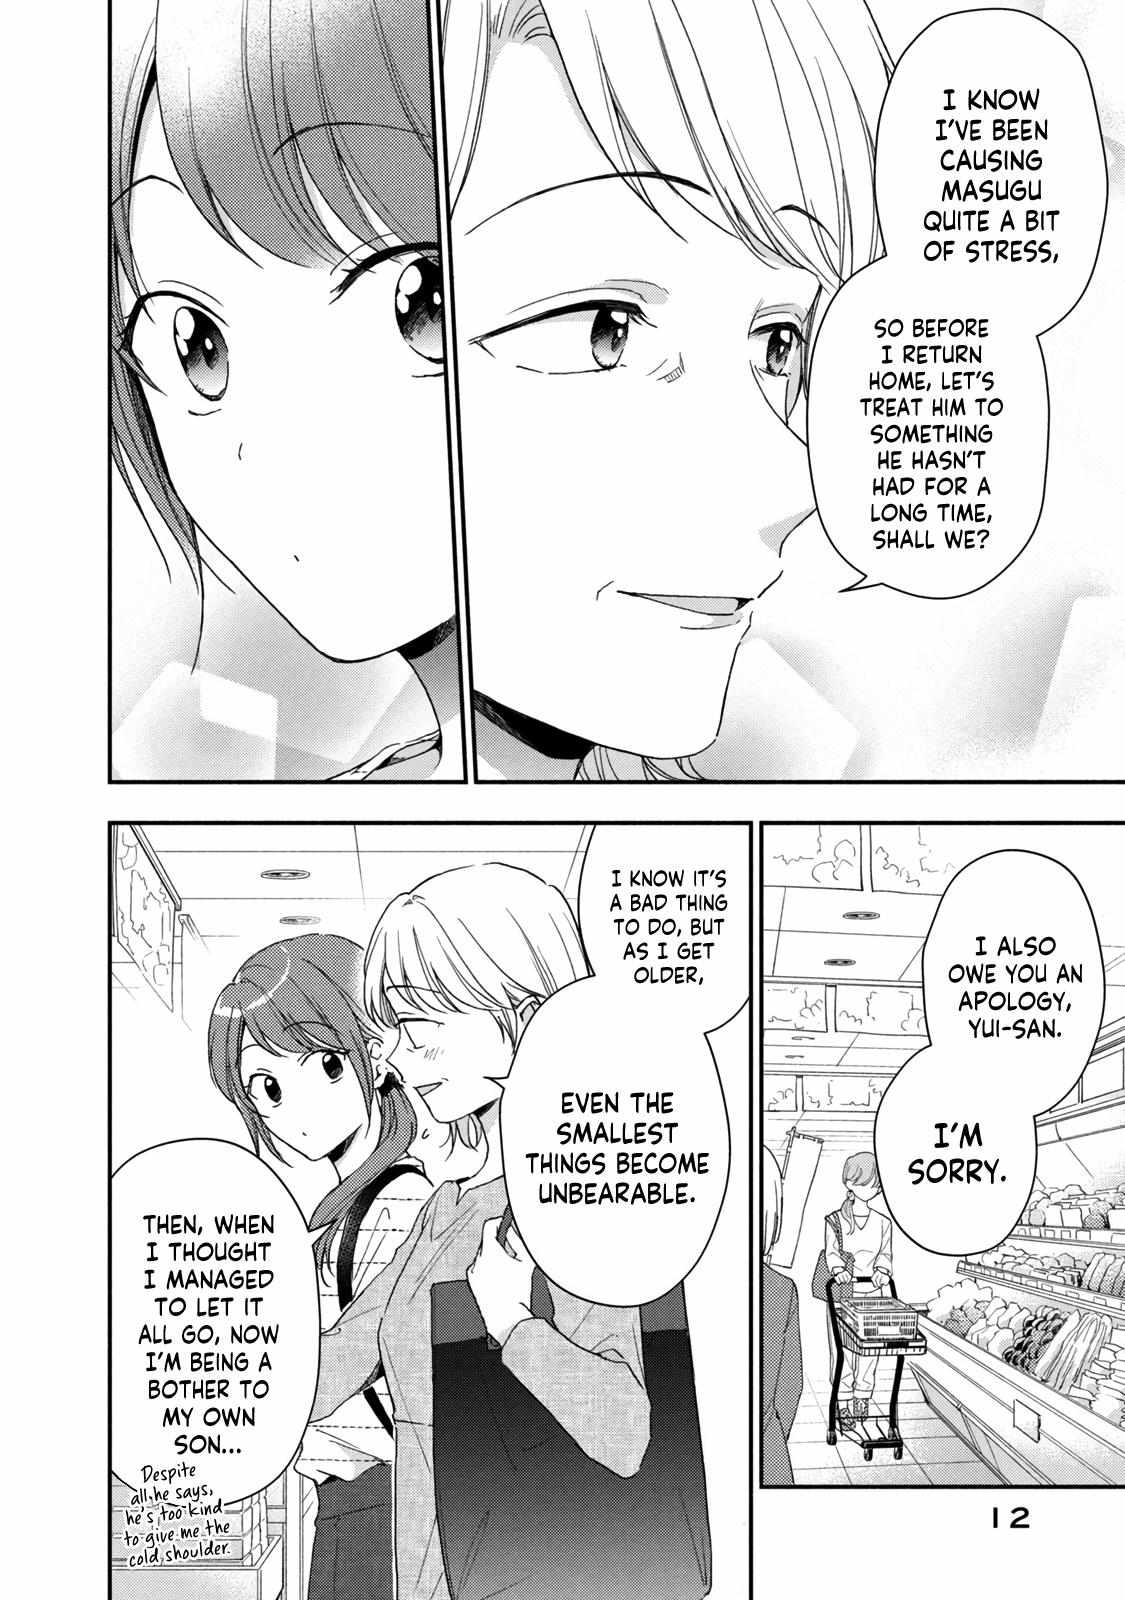 I KNOW
I'VE BEEN
CAUSING
MASUGU
QUITE A BIT
OF STRESS,
SO BEFORE
I RETURN
HOME, LET'S
TREAT HIM TO
SOMETHING
HE HASN'T
HAD FOR A
LONG TIME,
SHALL WE?
I ALSO
OWE YOU AN
APOLOGY,
YUI-SAN.
I'M
SORRY.
I KNOW IT'S
A BAD THING
TO DO, BUT
AS I GET
OLDER,
EVEN THE
SMALLEST
THINGS BECOME
UNBEARABLE.
THEN, WHEN
I THOUGHT
I MANAGED
TO LET IT
ALL GO, NOW
I'M BEING A
BOTHER TO
MY OWN
SON...
Despite
all he says,
he's too kind
to give me the
cold shoulder.
12